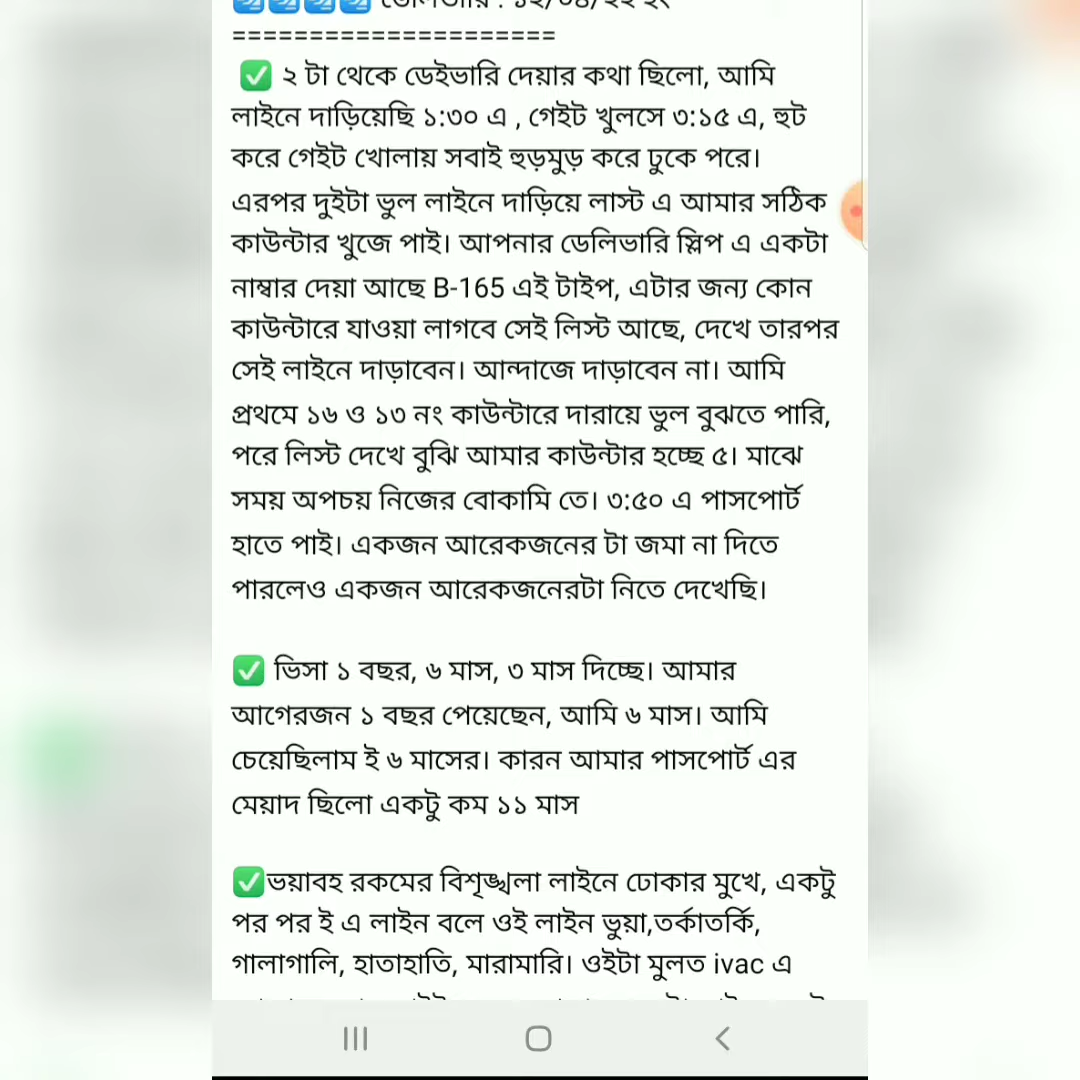 ডেলিভারি : ১২/০৪/২২ ইং
=====================
✅ ২ টা থেকে ডেইভারি দেয়ার কথা ছিলো, আমি
লাইনে দাড়িয়েছি ১:৩০ এ , গেইট খুলসে ৩:১৫ এ, হুট
করে গেইট খোলায় সবাই হুড়মুড় করে ঢুকে পরে।
এরপর দুইটা ভুল লাইনে দাড়িয়ে লাস্ট এ আমার সঠিক
কাউন্টার খুজে পাই। আপনার ডেলিভারি স্লিপ এ একটা
নাম্বার দেয়া আছে B-165 এই টাইপ, এটার জন্য কোন
কাউন্টারে যাওয়া লাগবে সেই লিস্ট আছে, দেখে তারপর
সেই লাইনে দাড়াবেন। আন্দাজে দাড়াবেন না। আমি
প্রথমে ১৬ ও ১৩ নং কাউন্টারে দারায়ে ভুল বুঝতে পারি,
পরে লিস্ট দেখে বুঝি আমার কাউন্টার হচ্ছে ৫। মাঝে
সময় অপচয় নিজের বোকামি তে। ৩:৫০ এ পাসপোর্ট
হাতে পাই। একজন আরেকজনের টা জমা না দিতে
পারলেও একজন আরেকজনেরটা নিতে দেখেছি।
✅ ভিসা ১ বছর, ৬ মাস, ৩ মাস দিচ্ছে। আমার
আগেরজন ১ বছর পেয়েছেন, আমি ৬ মাস। আমি
চেয়েছিলাম ই ৬ মাসের। কারন আমার পাসপোর্ট এর
মেয়াদ ছিলো একটু কম ১১ মাস
✅ভয়াবহ রকমের বিশৃঙ্খলা লাইনে ঢোকার মুখে, একটু
পর পর ই এ লাইন বলে ওই লাইন ভুয়া,তর্কাতর্কি,
গালাগালি, হাতাহাতি, মারামারি। ওইটা মুলত ivac এ